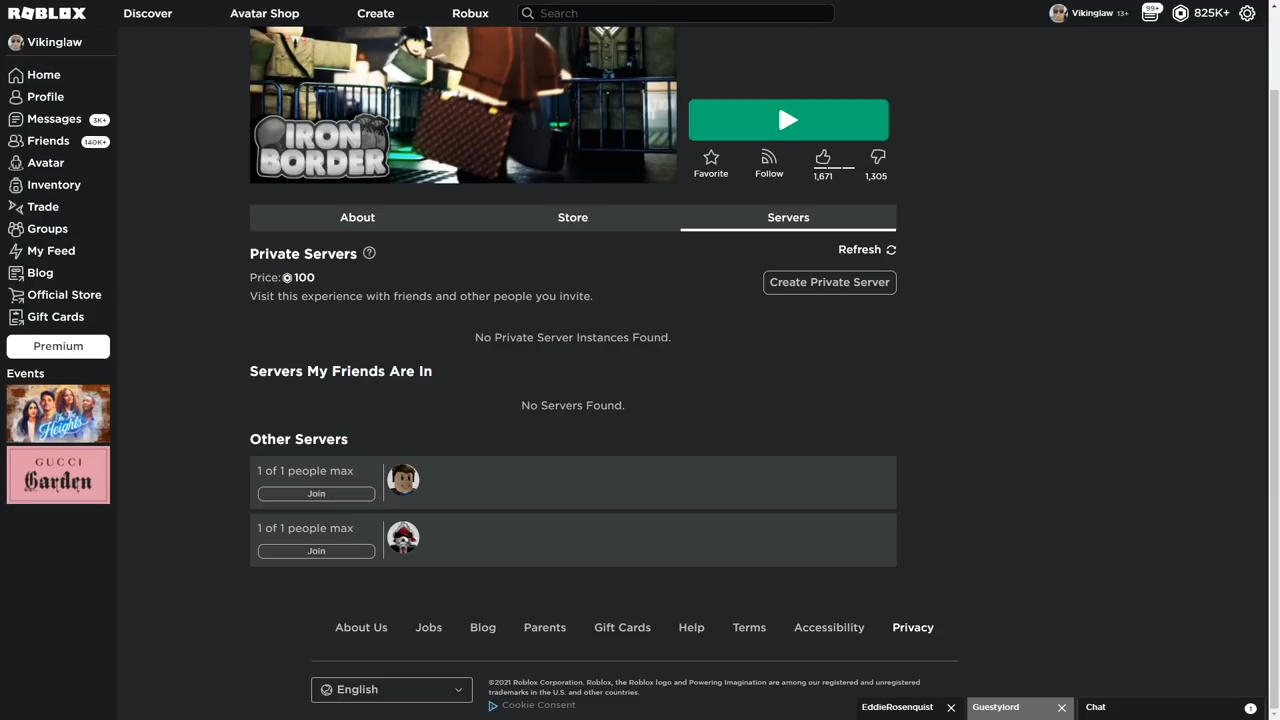 ROBLOX Discover Avatar Shop Create Robux Search Vikinglaw 13+ 99+ 825K+
Vikinglaw
Home
Profile
Messages 3K+
Friends 140K+
Avatar
Inventory
Trade
Groups
My Feed
Blog
Official Store
Gift Cards
Premium
Events
In the Heights
GUCCI
Garden
IRON
BORDER
Favorite Follow 1,671 1,305
About Store Servers
Private Servers ? Refresh
Price: 100
Create Private Server
Visit this experience with friends and other people you invite.
No Private Server Instances Found.
Servers My Friends Are In
No Servers Found.
Other Servers
1 of 1 people max
Join
1 of 1 people max
Join
About Us Jobs Blog Parents Gift Cards Help Terms Accessibility Privacy
English
©2021 Roblox Corporation. Roblox, the Roblox logo and Powering Imagination are among our registered and unregistered
trademarks in the U.S. and other countries.
Cookie Consent
EddieRosenquist Guestylord Chat 1